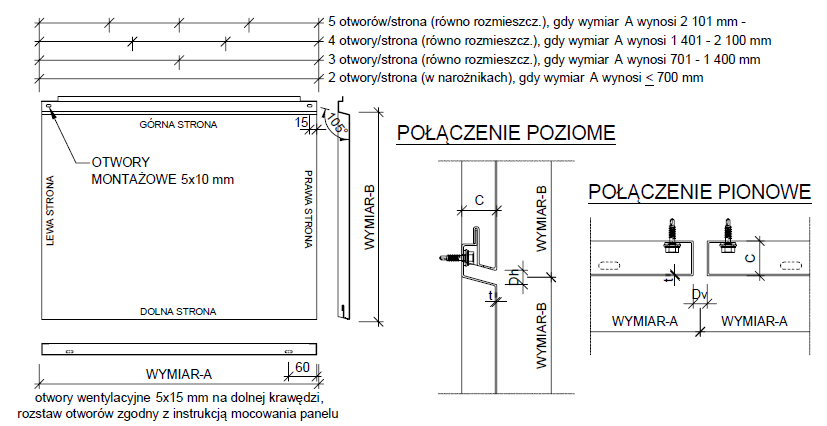 5 otworów/strona (równo rozmieszcz.), gdy wymiar A wynosi 2 101 mm -
4 otwory/strona (równo rozmieszcz.), gdy wymiar A wynosi 1 401 - 2 100 mm
3 otwory/strona (równo rozmieszcz.), gdy wymiar A wynosi 701 - 1 400 mm
2 otwory/strona (w narożnikach), gdy wymiar A wynosi ≤ 700 mm
GÓRNA STRONA
15
105°
OTWORY
MONTAŻOWE 5x10 mm
LEWA STRONA
PRAWA STRONA
WYMIAR-B
DOLNA STRONA
WYMIAR-A
60
otwory wentylacyjne 5x15 mm na dolnej krawędzi,
rozstaw otworów zgodny z instrukcją mocowania panelu
POŁĄCZENIE POZIOME
C
WYMIAR-B
Dh
t
WYMIAR-B
POŁĄCZENIE PIONOWE
C
t
Dv
WYMIAR-A
WYMIAR-A